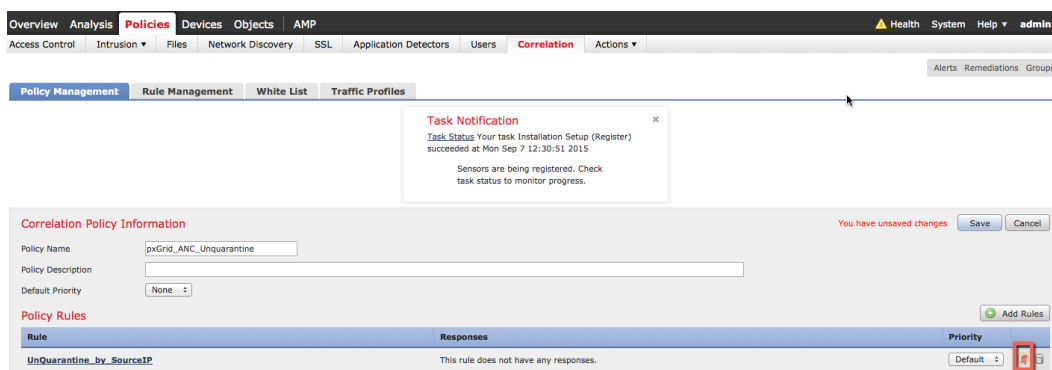 Overview Analysis Policies Devices Objects AMP Health System Help ▾ admin
Access Control Intrusion ▾ Files Network Discovery SSL Application Detectors Users Correlation Actions ▾
Alerts Remediations Groups
Policy Management Rule Management White List Traffic Profiles
Task Notification ×
Task Status Your task Installation Setup (Register)
succeeded at Mon Sep 7 12:30:51 2015
Sensors are being registered. Check
task status to monitor progress.
Correlation Policy Information You have unsaved changes Save Cancel
Policy Name pxGrid_ANC_Unquarantine
Policy Description
Default Priority None
Policy Rules Add Rules
Rule Responses Priority
UnQuarantine_by_SourceIP This rule does not have any responses. Default